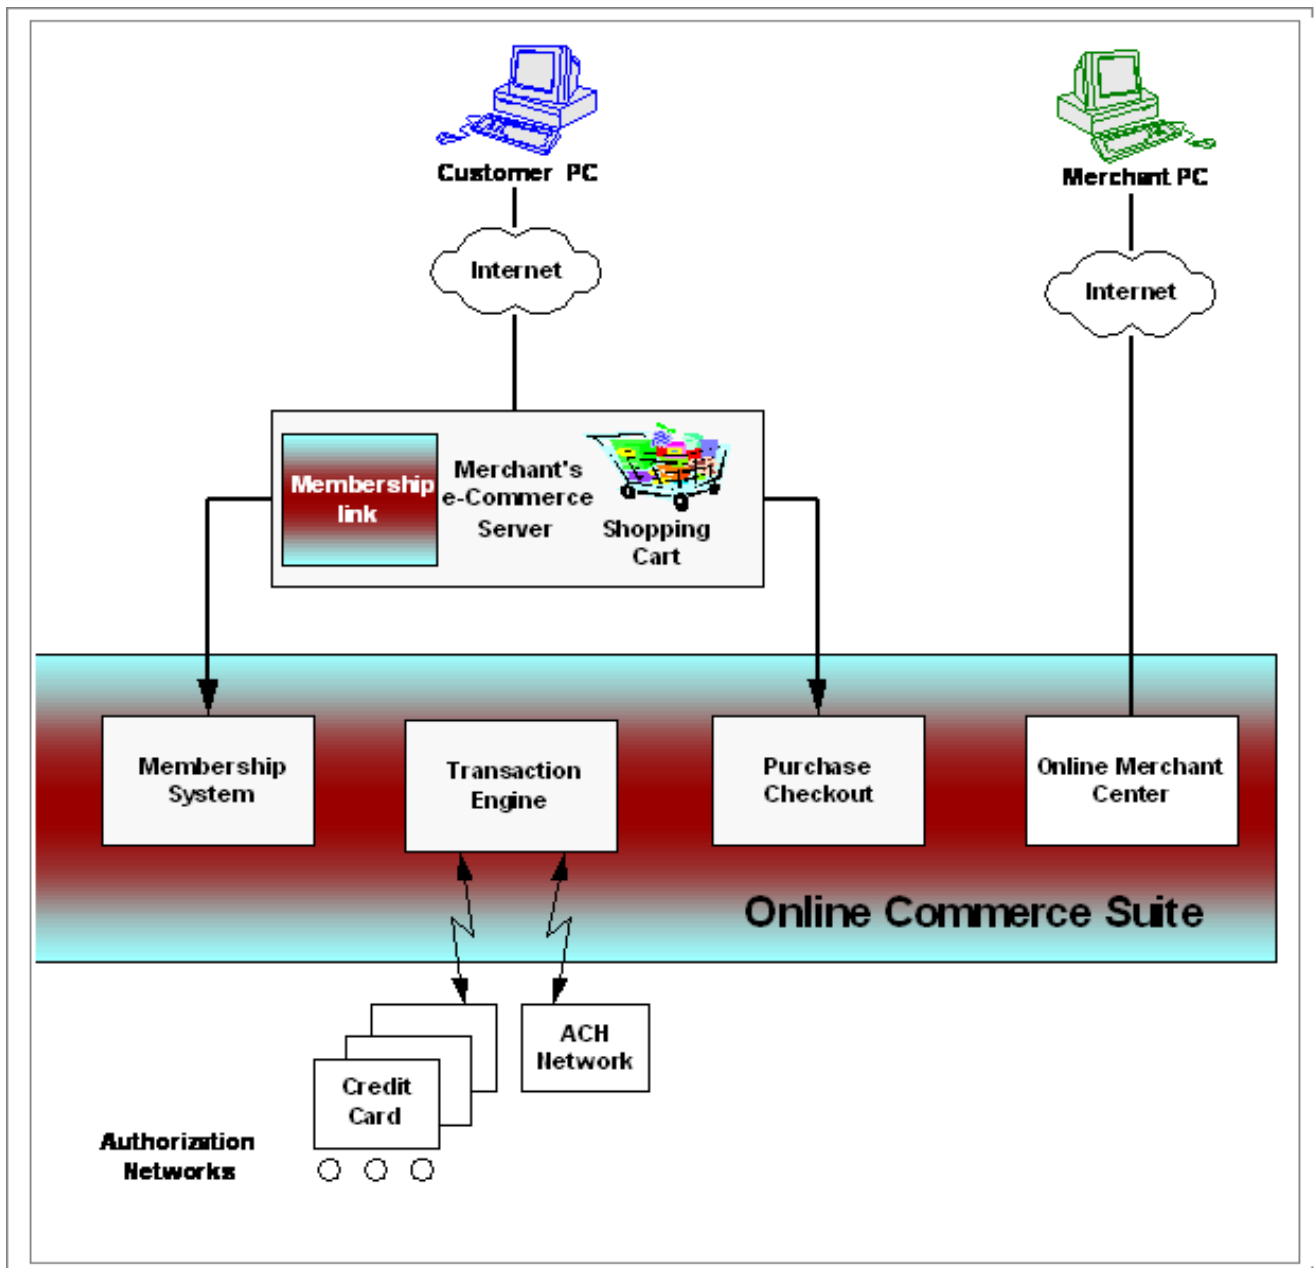 Customer PC
Merchant PC
Internet
Internet
Membership
link
Merchant's
e-Commerce
Server
Shopping
Cart
Membership
System
Transaction
Engine
Purchase
Checkout
Online Merchant
Center
Online Commerce Suite
ACH
Network
Credit
Card
Authorization
Networks